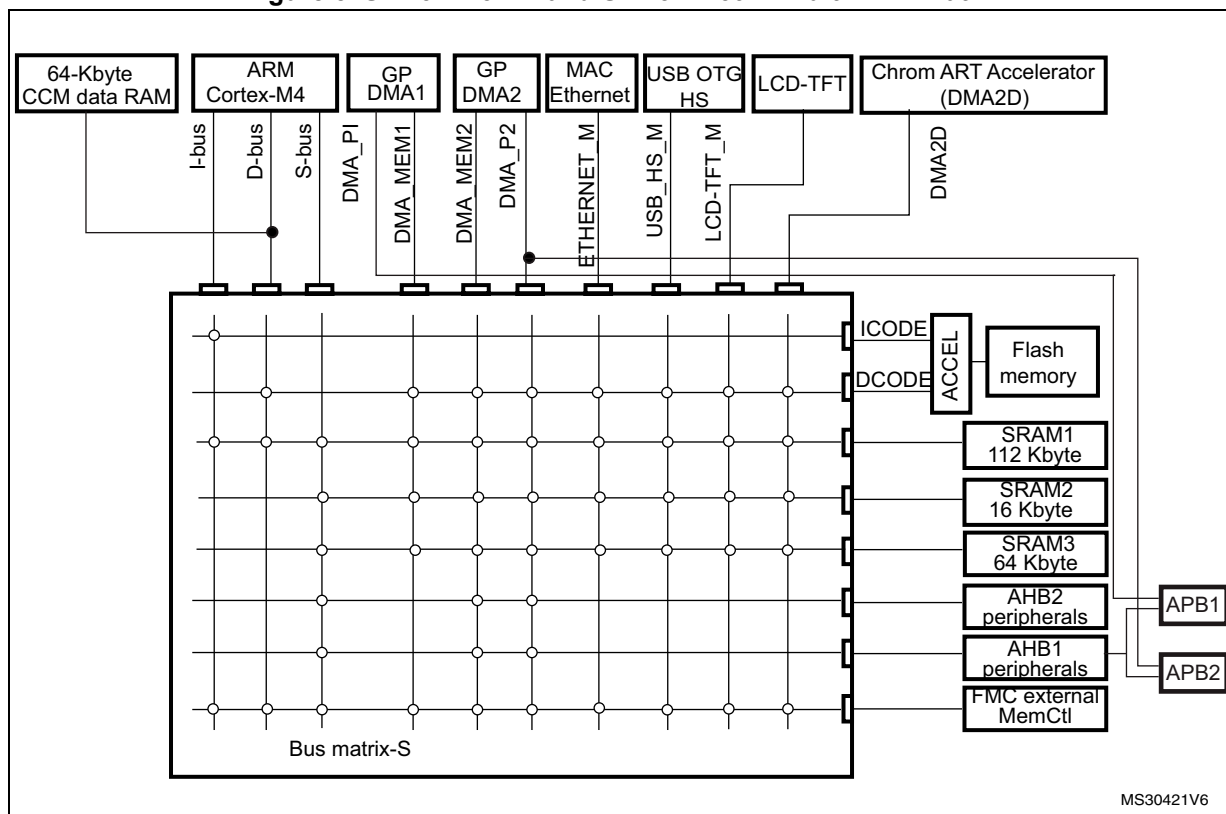 64-Kbyte
CCM data RAM
ARM
Cortex-M4
GP
DMA1
GP
DMA2
MAC
Ethernet
USB OTG
HS
LCD-TFT
Chrom ART Accelerator
(DMA2D)
I-bus
D-bus
S-bus
DMA_PI
DMA_MEM1
DMA_MEM2
DMA_P2
ETHERNET_M
USB_HS_M
LCD-TFT_M
DMA2D
ICODE
DCODE
ACCEL
Flash
memory
SRAM1
112 Kbyte
SRAM2
16 Kbyte
SRAM3
64 Kbyte
AHB2
peripherals
AHB1
peripherals
FMC external
MemCtl
APB1
APB2
Bus matrix-S
MS30421V6